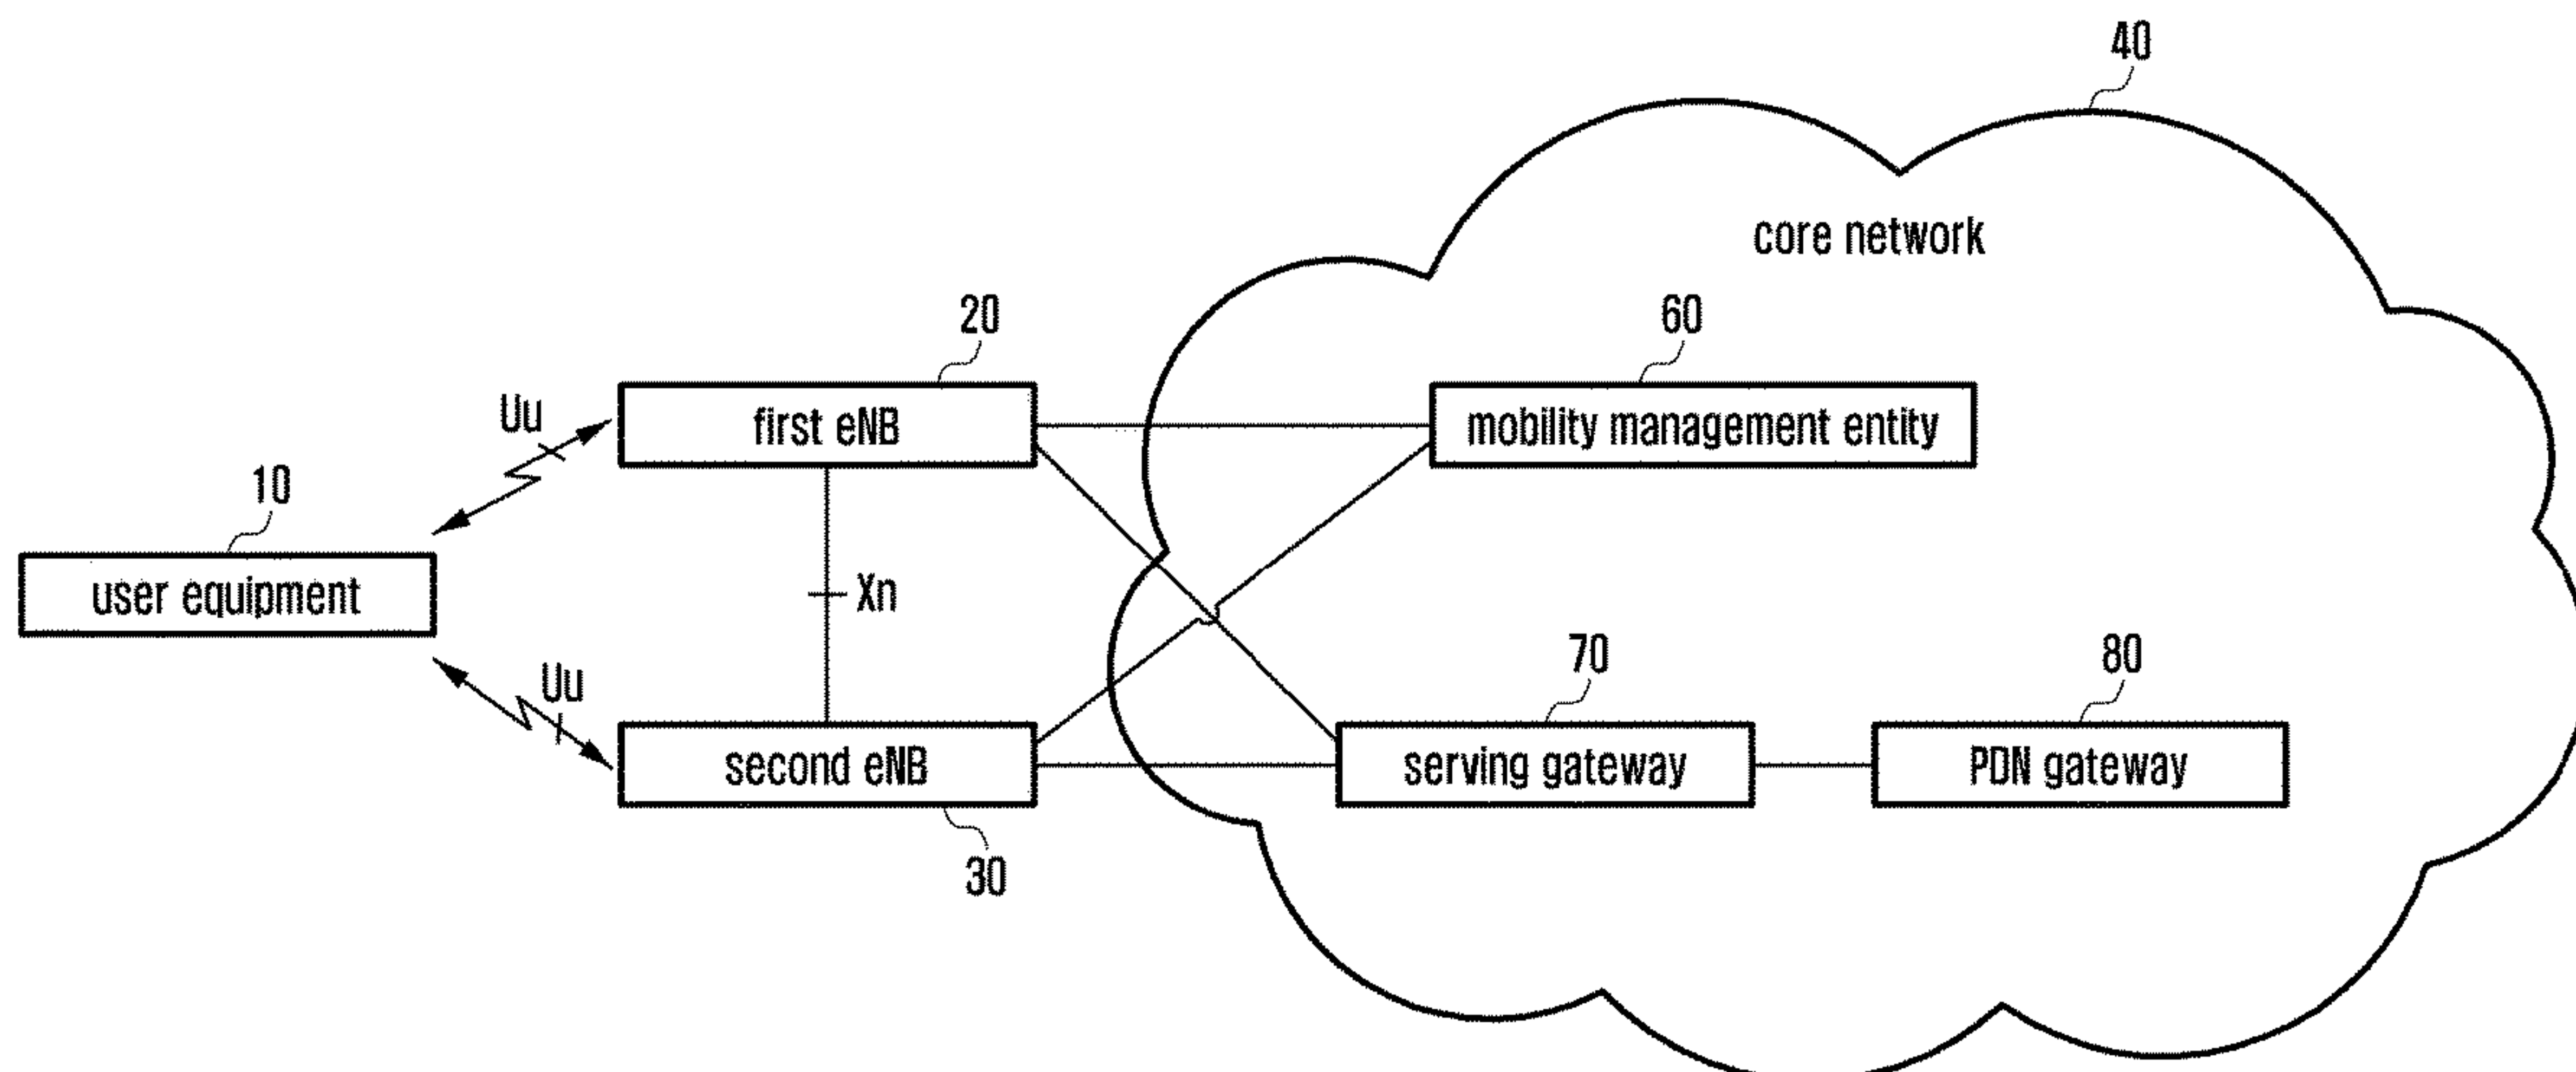 40
core network
20
60
Uu
first eNB
mobility management entity
10
user equipment
Xn
Uu
70
80
second eNB
serving gateway
PDN gateway
30